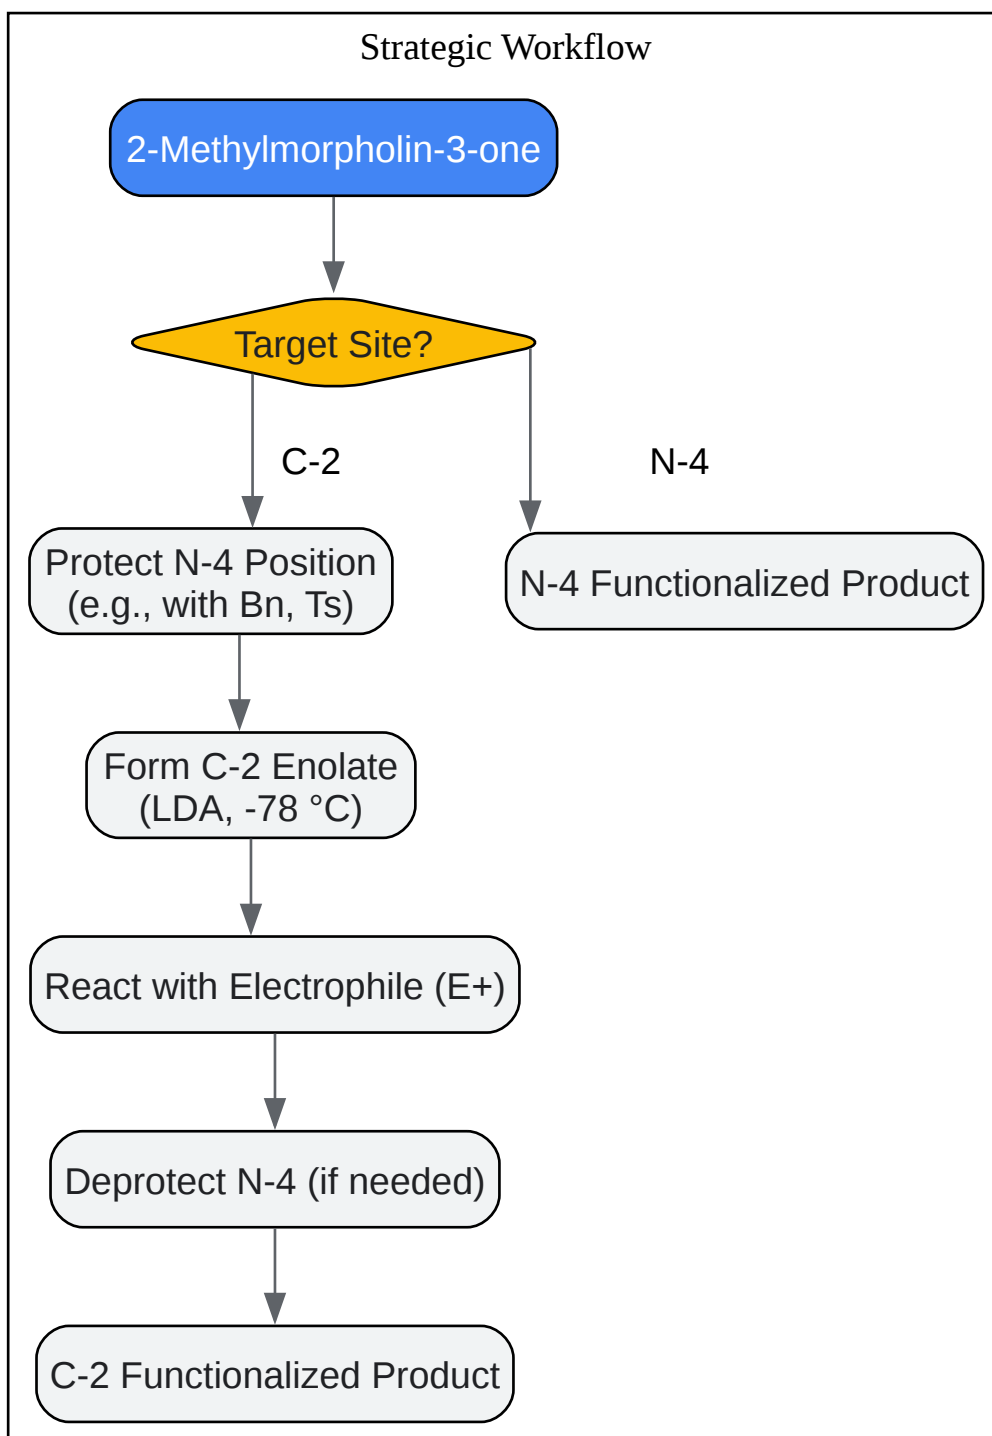 Strategic Workflow
2-Methylmorpholin-3-one
Target Site?
C-2
N-4
Protect N-4 Position
(e.g., with Bn, Ts)
N-4 Functionalized Product
Form C-2 Enolate
(LDA, -78 °C)
React with Electrophile (E+)
Deprotect N-4 (if needed)
C-2 Functionalized Product